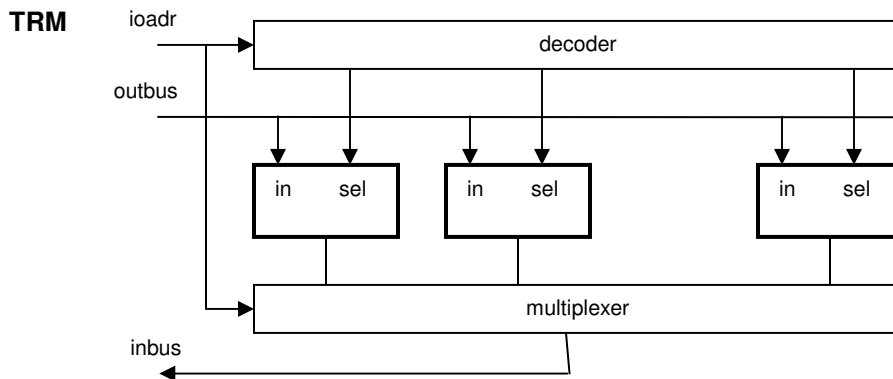 TRM
ioadr
decoder
outbus
in sel
in sel
in sel
multiplexer
inbus